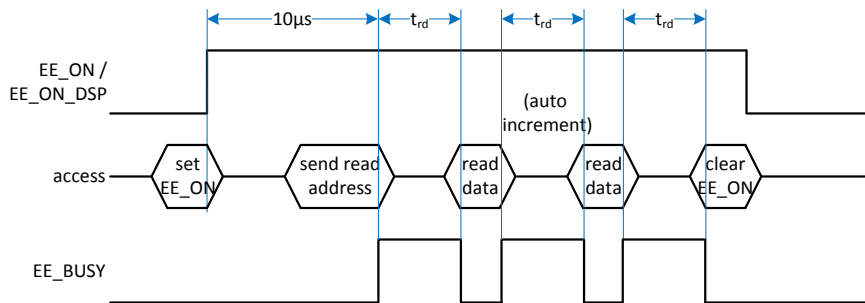 10µs
trd
trd
trd
EE_ON /
EE_ON_DSP
(auto
increment)
access
set
EE_ON
send read
address
read
data
read
data
clear
EE_ON
EE_BUSY